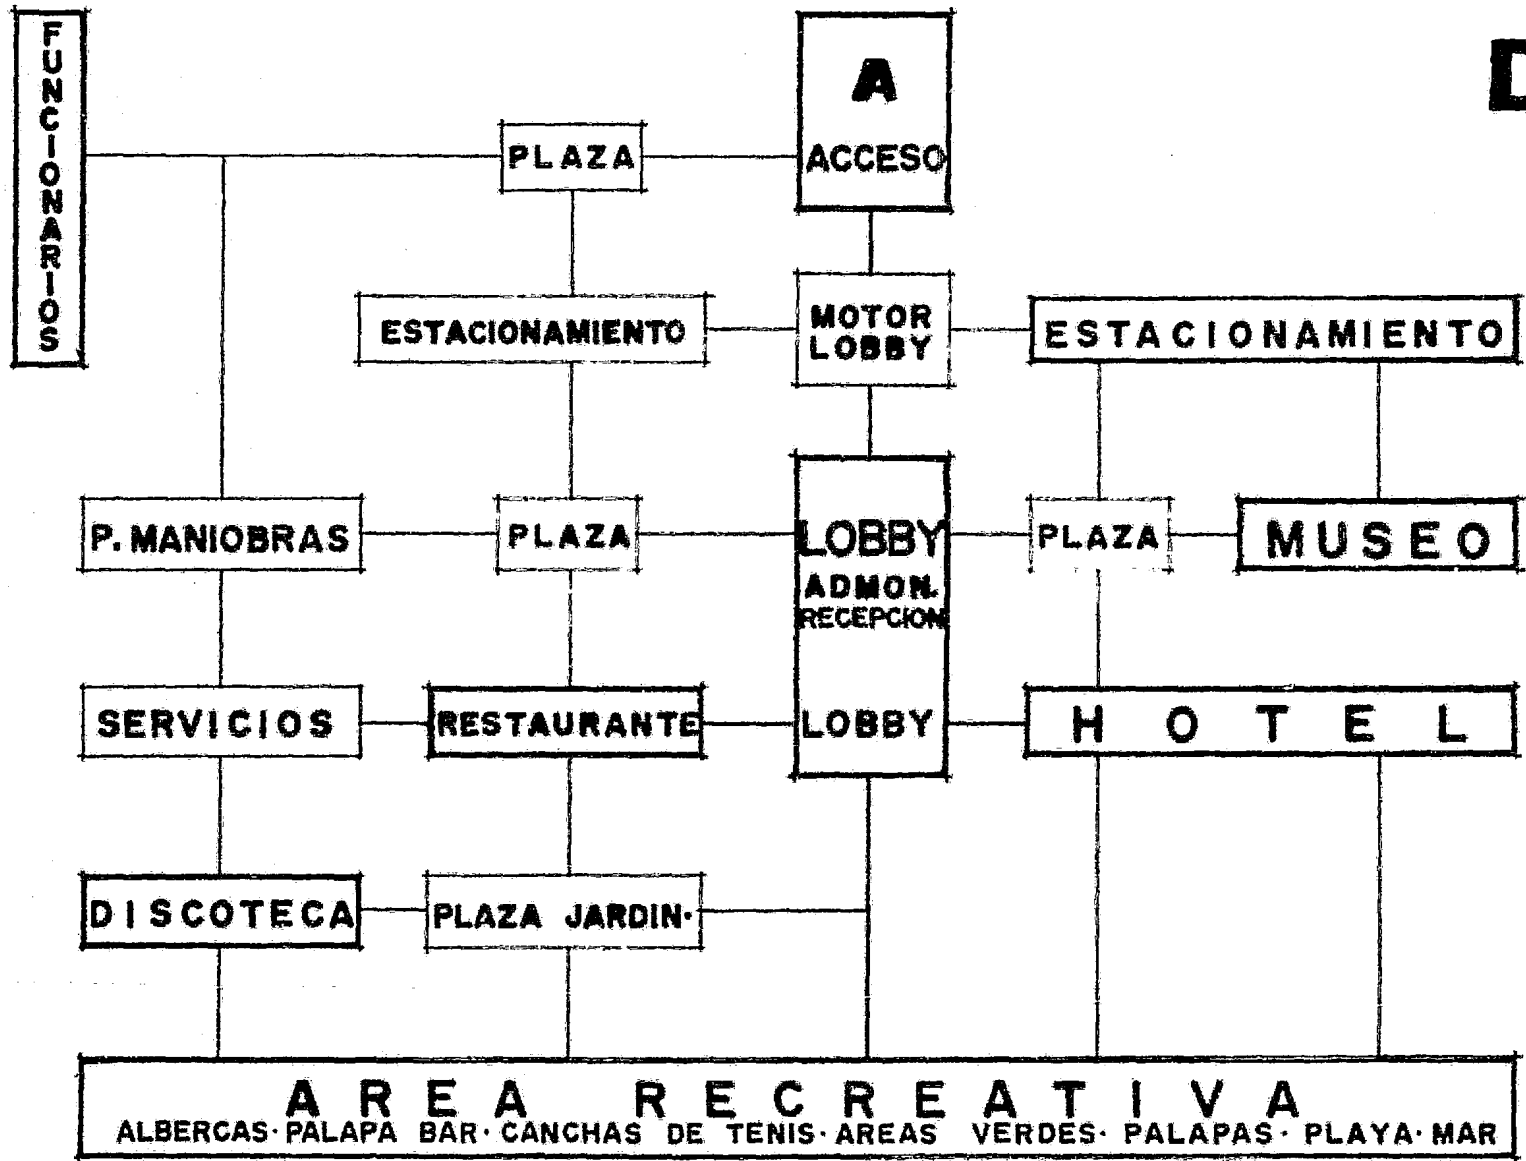 FUNCIONARIOS
D
A
ACCESO
PLAZA
ESTACIONAMIENTO
MOTOR
LOBBY
ESTACIONAMIENTO
P. MANIOBRAS
PLAZA
LOBBY
ADMON.
RECEPCION
PLAZA
MUSEO
SERVICIOS
RESTAURANTE
LOBBY
HOTEL
DISCOTECA
PLAZA JARDIN·
AREA RECREATIVA
ALBERCAS· PALAPA BAR· CANCHAS DE TENIS· AREAS VERDES· PALAPAS· PLAYA· MAR